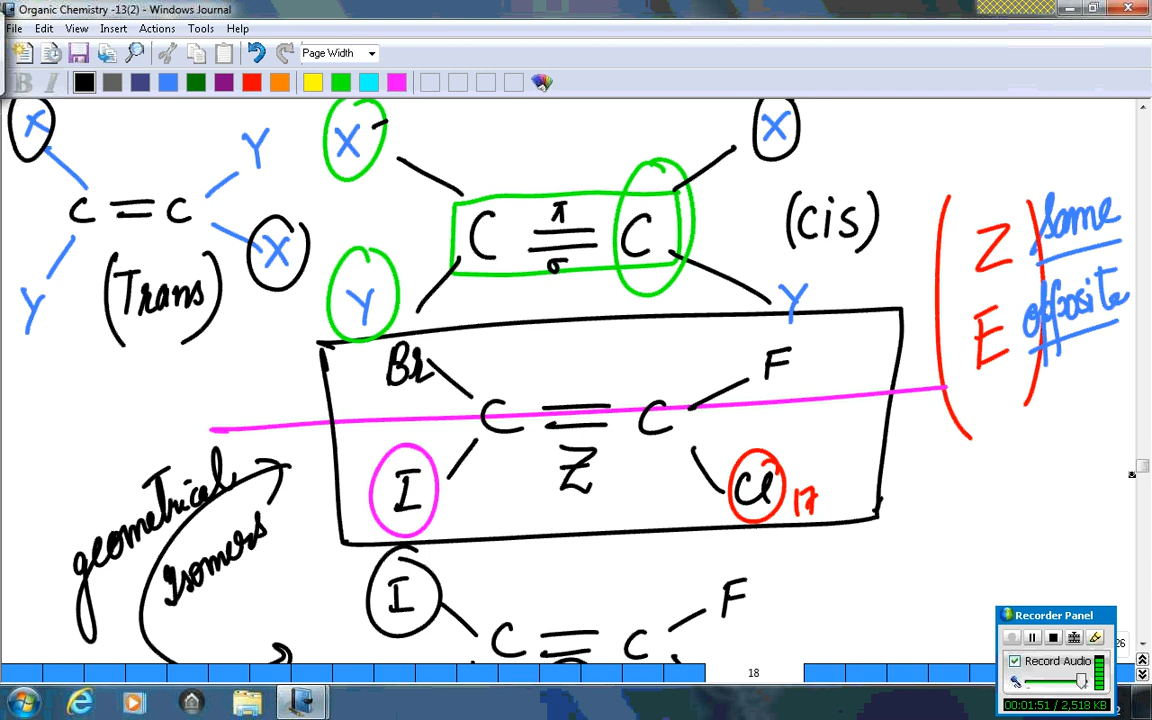 Organic Chemistry -13(2) - Windows Journal
File Edit View Insert Actions Tools Help
Page Width
B I
X Y
C = C
Y X
(Trans)
X X
C π σ C
Y Y
(cis)
Z same
E opposite
Br F
C = C
I Z Cl 17
geometrical
Isomers
I F
C = C
Recorder Panel
Record Audio
00:01:51 / 2,518 KB
26
18